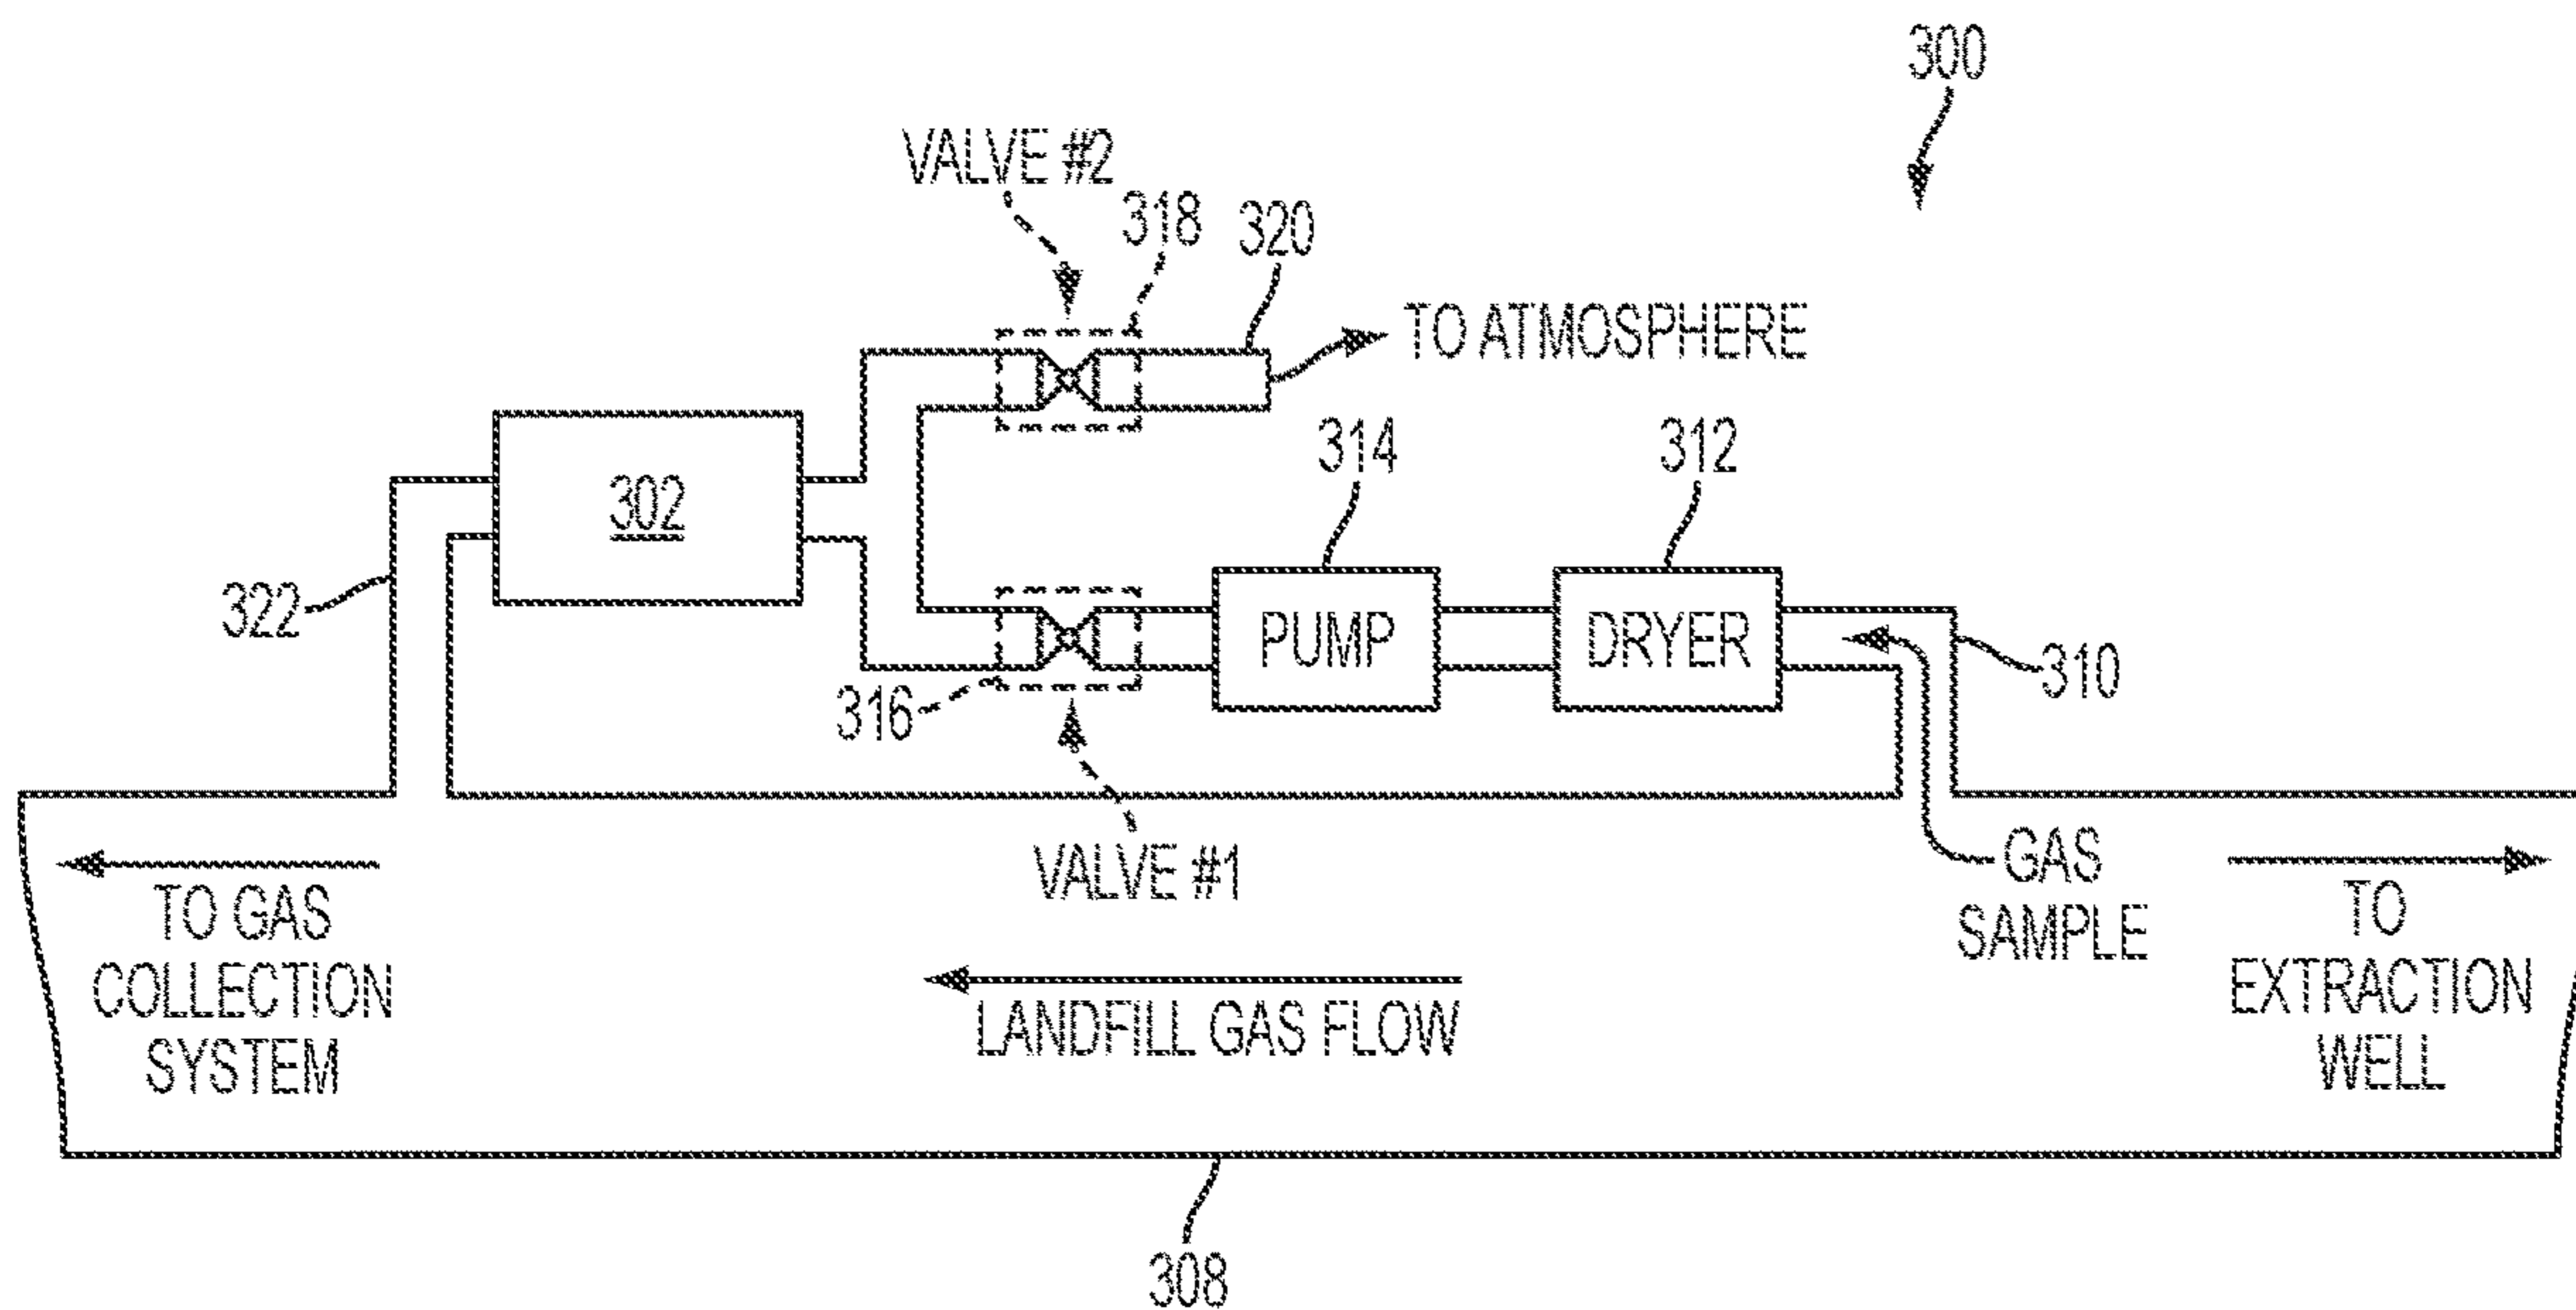 300
VALVE #2
318
320
TO ATMOSPHERE
314
312
302
322
PUMP
DRYER
310
316
VALVE #1
GAS
SAMPLE
TO GAS
COLLECTION
SYSTEM
LANDFILL GAS FLOW
TO
EXTRACTION
WELL
308